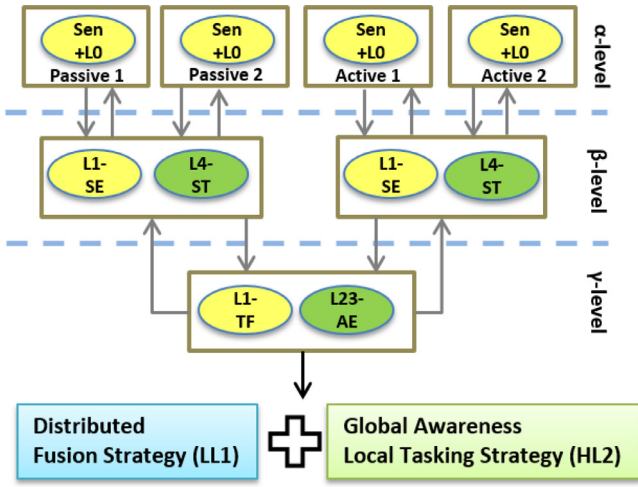 Sen
+L0
Passive 1
Sen
+L0
Passive 2
Sen
+L0
Active 1
Sen
+L0
Active 2
α-level
L1-
SE
L4-
ST
L1-
SE
L4-
ST
β-level
L1-
TF
L23-
AE
γ-level
Distributed
Fusion Strategy (LL1)
Global Awareness
Local Tasking Strategy (HL2)